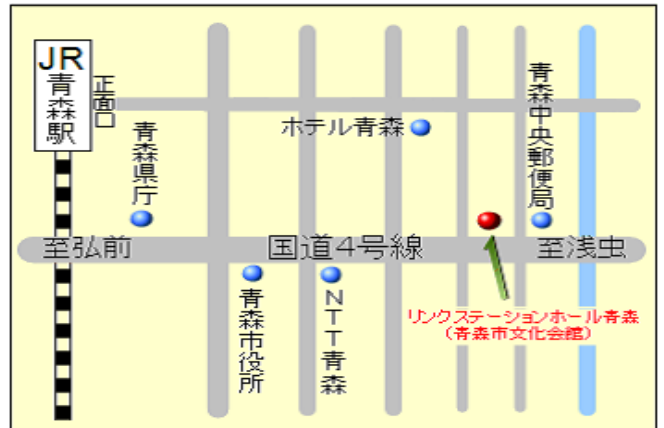 JR
青森駅
正面口
青森県庁
ホテル青森
青森中央郵便局
至弘前
国道4号線
至浅虫
青森市役所
NTT青森
リンクステーションホール青森
(青森市文化会館)